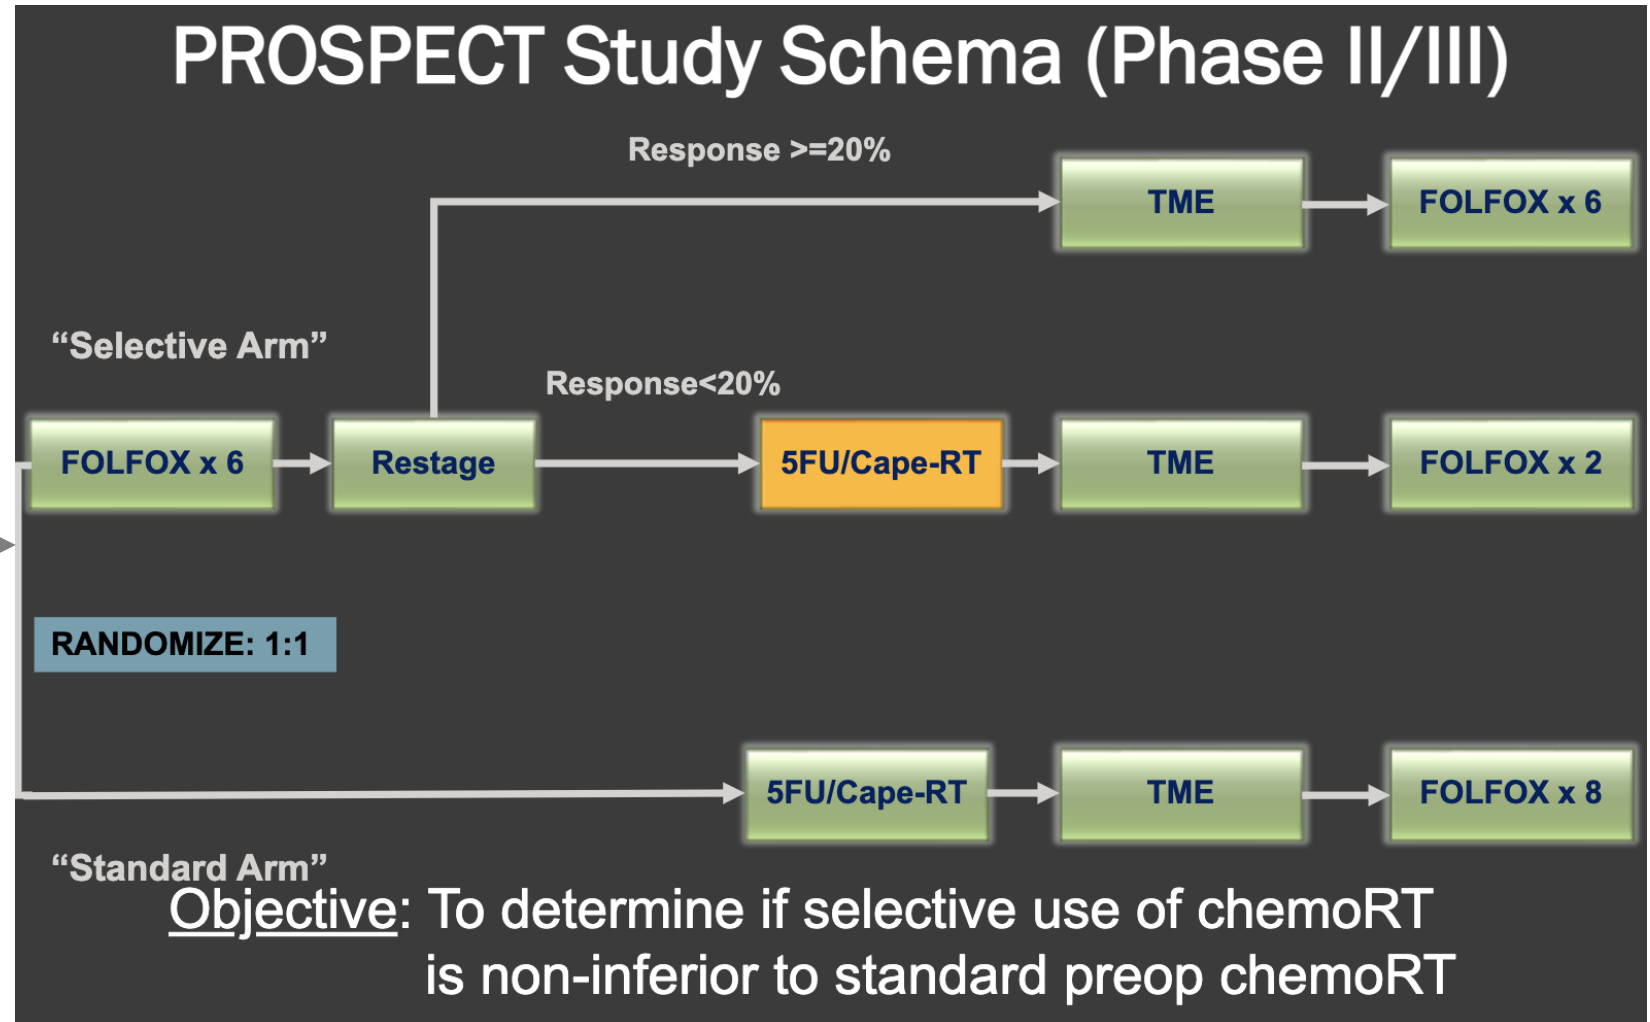 PROSPECT Study Schema (Phase II/III)
Response >=20%
TME
FOLFOX x 6
“Selective Arm”
Response<20%
FOLFOX x 6
Restage
5FU/Cape-RT
TME
FOLFOX x 2
RANDOMIZE: 1:1
5FU/Cape-RT
TME
FOLFOX x 8
“Standard Arm”
Objective: To determine if selective use of chemoRT
is non-inferior to standard preop chemoRT